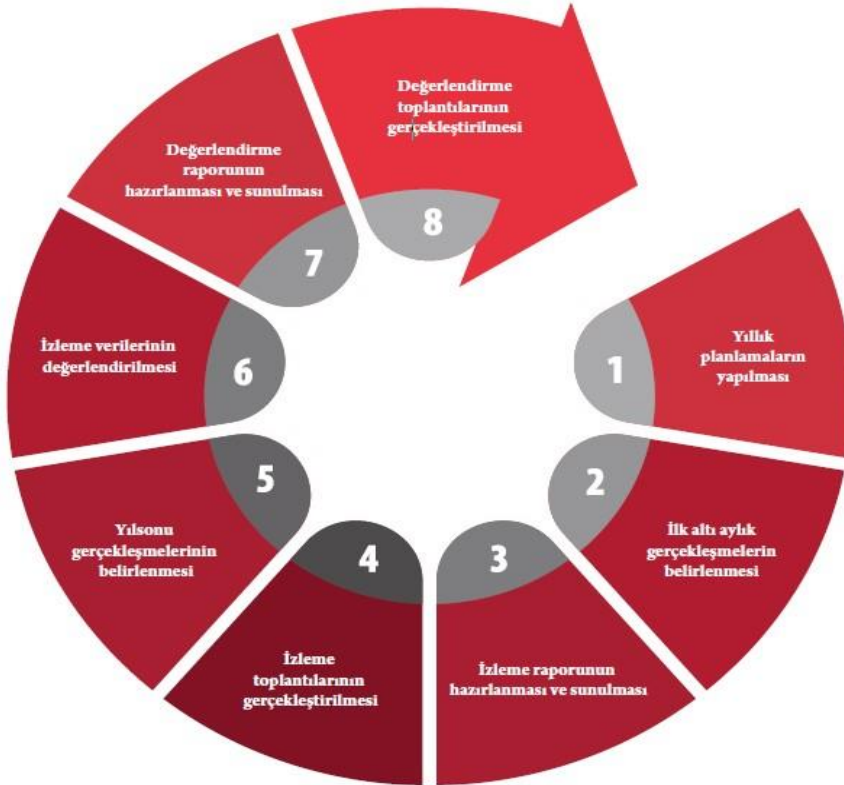 1
Yıllık
planlamaların
yapılması
2
İlk altı aylık
gerçekleşmelerin
belirlenmesi
3
İzleme raporunun
hazırlanması ve sunulması
4
İzleme
toplantılarının
gerçekleştirilmesi
5
Yılsonu
gerçekleşmelerinin
belirlenmesi
6
İzleme verilerinin
değerlendirilmesi
7
Değerlendirme
raporunun
hazırlanması ve sunulması
8
Değerlendirme
toplantılarının
gerçekleştirilmesi